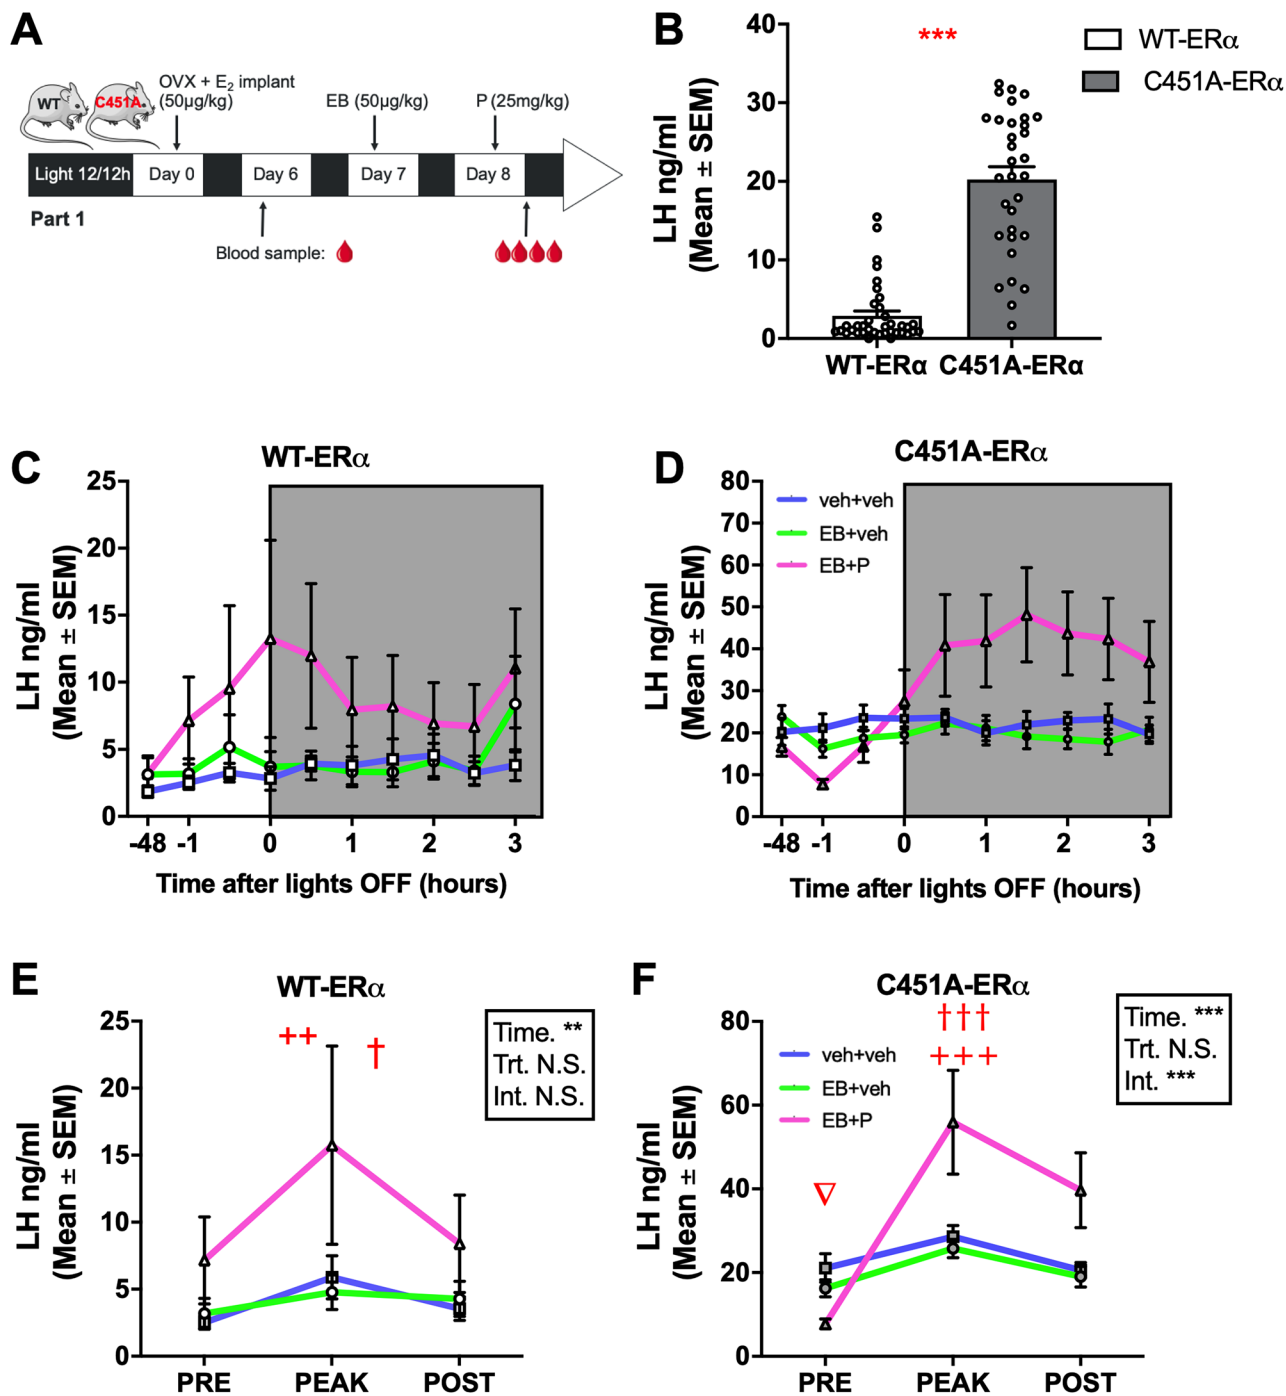 A
WT
C451A
OVX + E₂ implant
(50µg/kg)
EB (50µg/kg)
P (25mg/kg)
Light 12/12h
Day 0
Day 6
Day 7
Day 8
Part 1
Blood sample:
B
***
WT-ERα
C451A-ERα
LH ng/ml
(Mean ± SEM)
40
30
20
10
0
WT-ERα
C451A-ERα
C
WT-ERα
LH ng/ml
(Mean ± SEM)
25
20
15
10
5
0
-48 -1 0 1 2 3
Time after lights OFF (hours)
D
C451A-ERα
LH ng/ml
(Mean ± SEM)
80
70
60
50
40
30
20
10
0
veh+veh
EB+veh
EB+P
-48 -1 0 1 2 3
Time after lights OFF (hours)
E
WT-ERα
LH ng/ml
(Mean ± SEM)
25
20
15
10
5
0
++ †
Time. **
Trt. N.S.
Int. N.S.
PRE PEAK POST
F
C451A-ERα
LH ng/ml
(Mean ± SEM)
80
60
40
20
0
veh+veh
EB+veh
EB+P
†††
+++
∇
Time. ***
Trt. N.S.
Int. ***
PRE PEAK POST